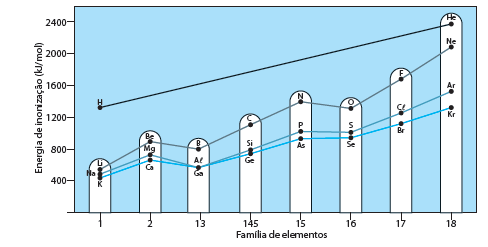 Energia de inorização (kJ/mol)
2400
2000
1600
1200
800
400
H
He
Ne
Ar
Kr
Li
Na
K
Be
Mg
Ca
B
Aℓ
Ga
C
Si
Ge
N
P
As
O
S
Se
F
Cℓ
Br
1
2
13
145
15
16
17
18
Família de elementos